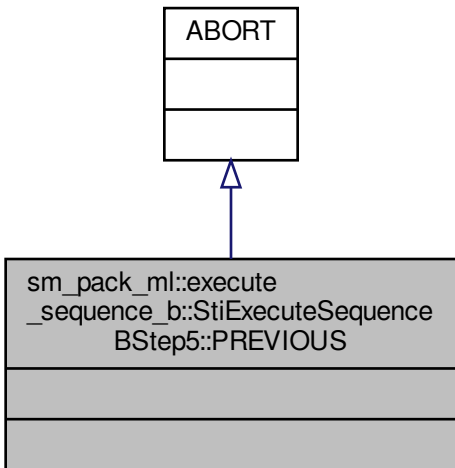 ABORT
sm_pack_ml::execute
_sequence_b::StiExecuteSequence
BStep5::PREVIOUS